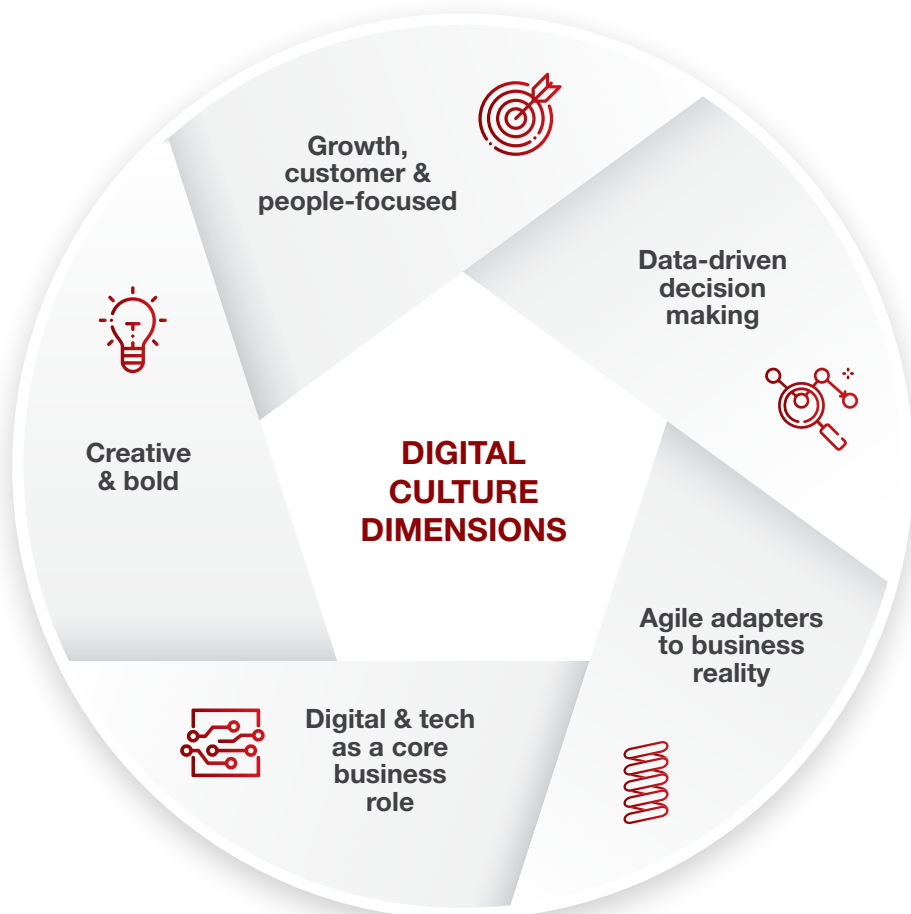 Growth,
customer &
people-focused
Data-driven
decision
making
Creative
& bold
DIGITAL
CULTURE
DIMENSIONS
Agile adapters
to business
reality
Digital & tech
as a core
business
role